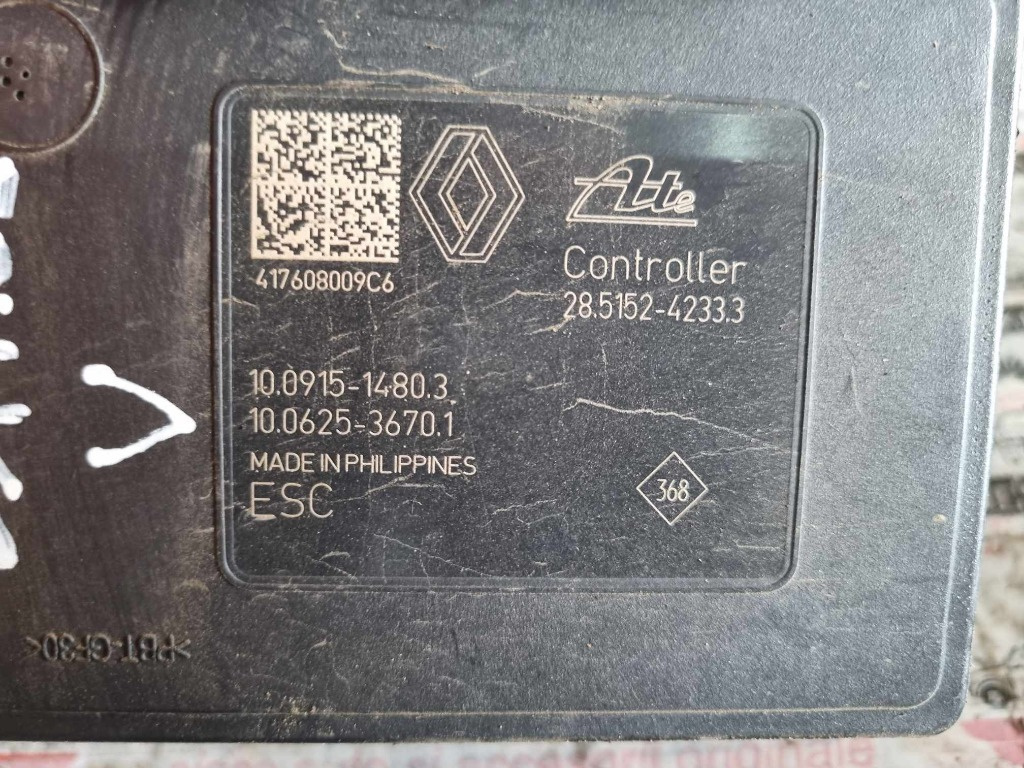 417608009C6
Ate
Controller
28.5152-4233.3
10.0915-1480.3
10.0625-3670.1
MADE IN PHILIPPINES
ESC
368
>PBT-GF30<
originale